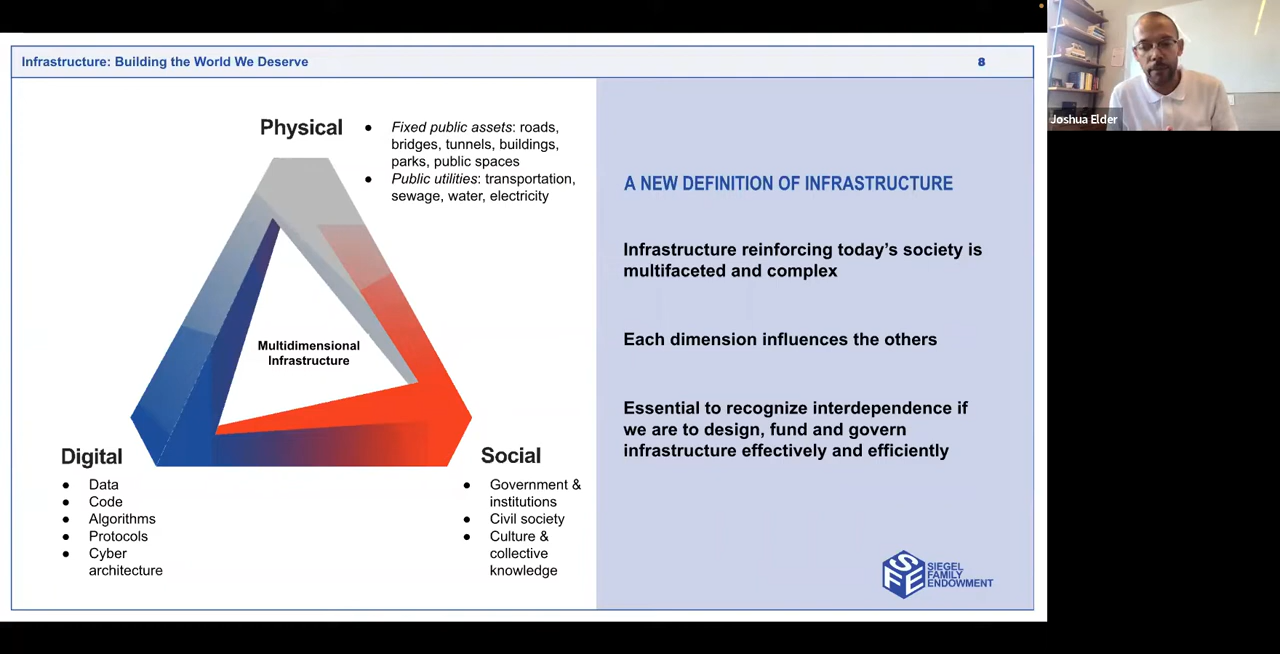 Infrastructure: Building the World We Deserve
8
Physical
● Fixed public assets: roads,
bridges, tunnels, buildings,
parks, public spaces
● Public utilities: transportation,
sewage, water, electricity
Multidimensional
Infrastructure
Digital
● Data
● Code
● Algorithms
● Protocols
● Cyber
architecture
Social
● Government &
institutions
● Civil society
● Culture &
collective
knowledge
A NEW DEFINITION OF INFRASTRUCTURE
Infrastructure reinforcing today’s society is
multifaceted and complex
Each dimension influences the others
Essential to recognize interdependence if
we are to design, fund and govern
infrastructure effectively and efficiently
SFE
SIEGEL
FAMILY
ENDOWMENT
Joshua Elder